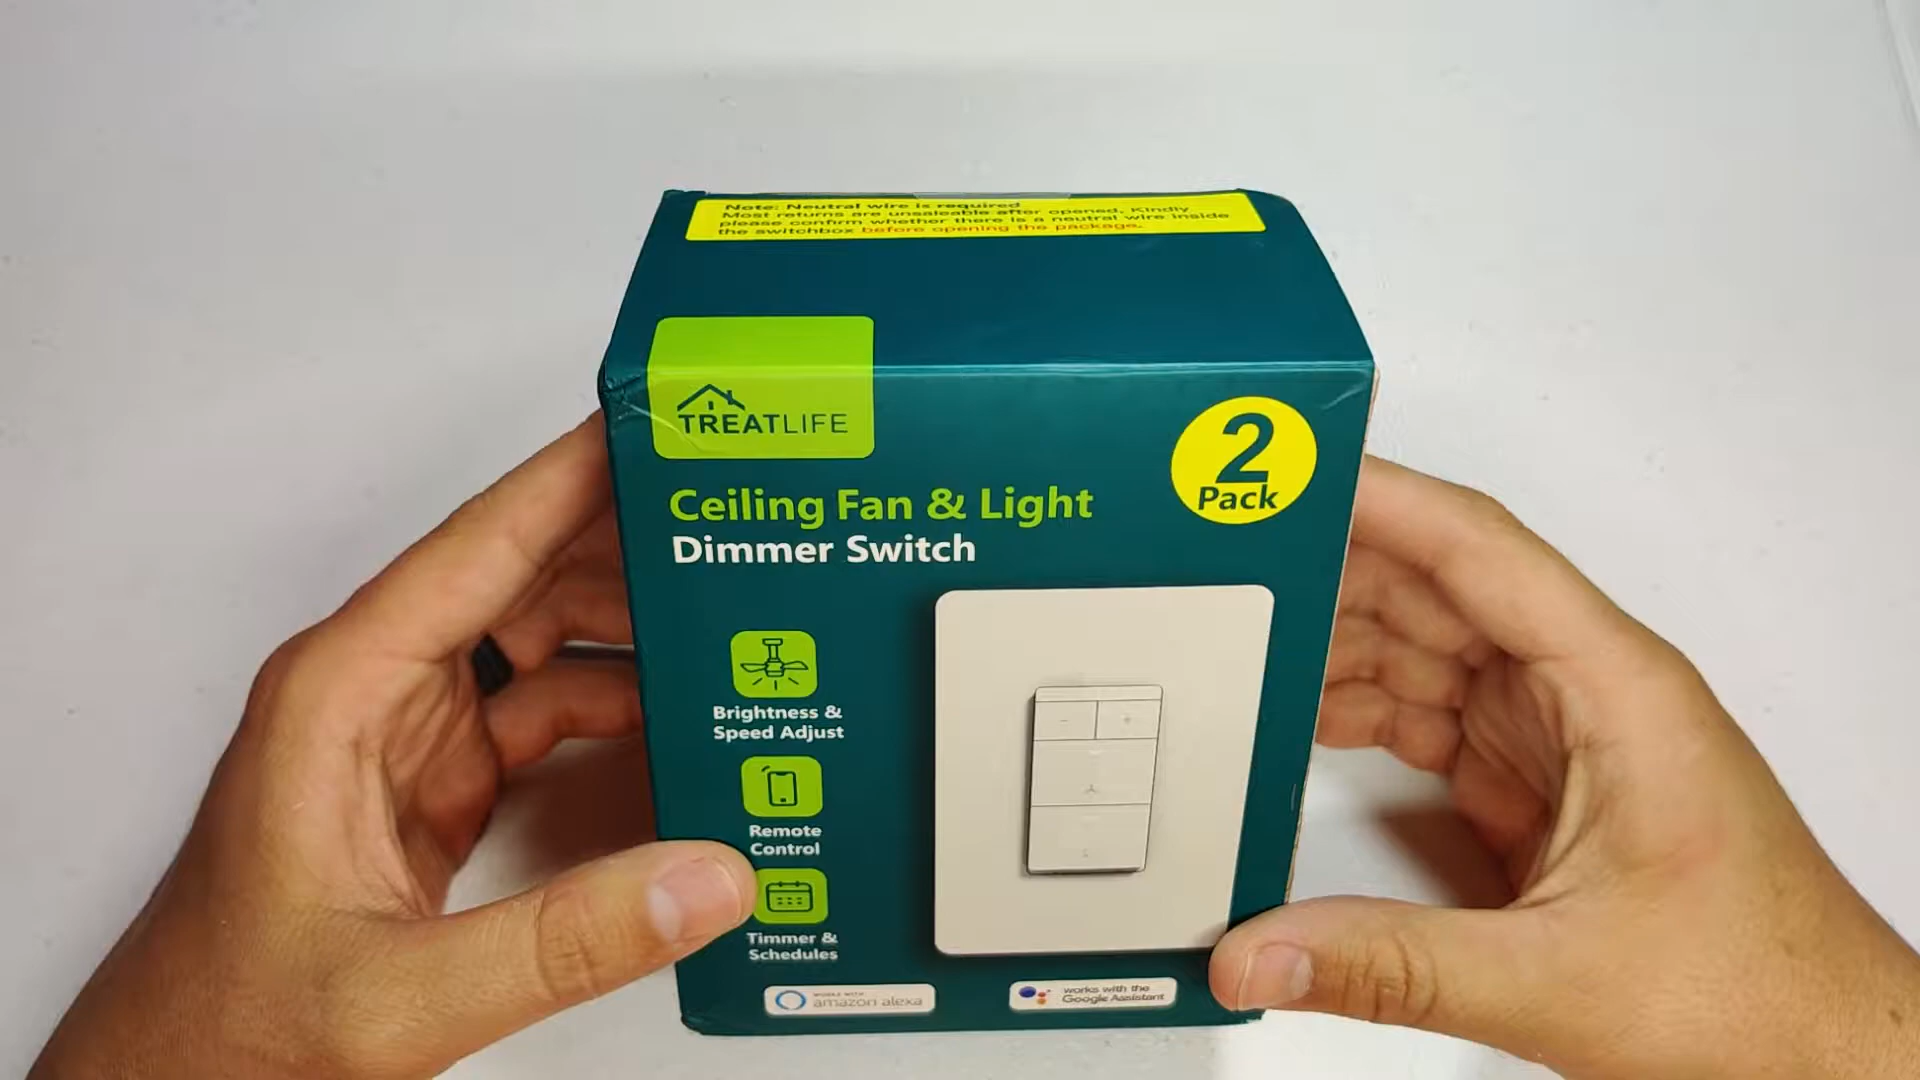 Note: Neutral wire is required
Most returns are unsaleable after opened. Kindly
please confirm whether there is a neutral wire inside
the switchbox before opening the package.
TREATLIFE
2
Pack
Ceiling Fan & Light
Dimmer Switch
Brightness &
Speed Adjust
Remote
Control
Timmer &
Schedules
WORKS WITH
amazon alexa
works with the
Google Assistant